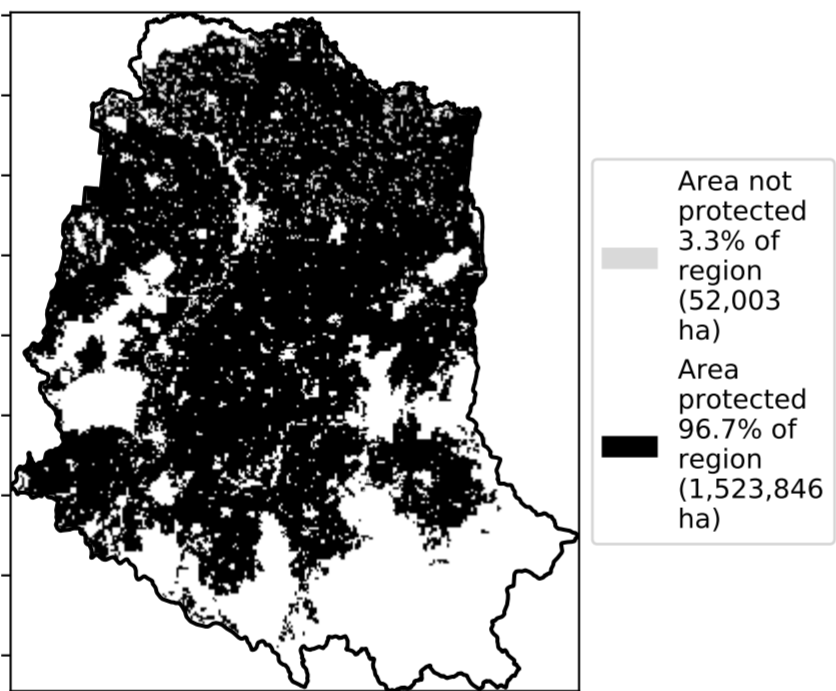 Area not
protected
3.3% of
region
(52,003
ha)
Area
protected
96.7% of
region
(1,523,846
ha)